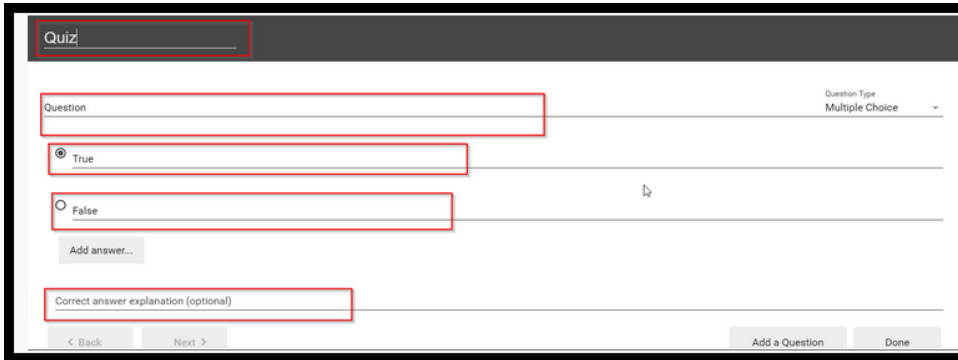 Quiz
Question Type
Question
Multiple Choice
True
False
Add answer...
Correct answer explanation (optional)
< Back
Next >
Add a Question
Done